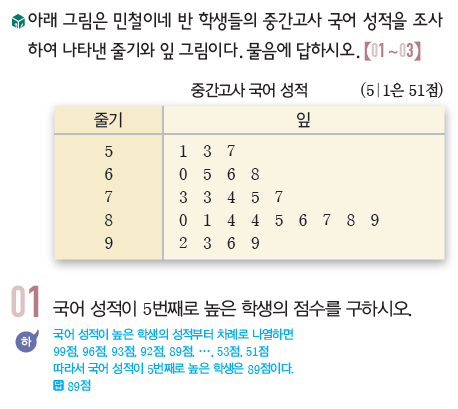 아래 그림은 민철이네 반 학생들의 중간고사 국어 성적을 조사
하여 나타낸 줄기와 잎 그림이다. 물음에 답하시오.【01~03】
중간고사 국어 성적 (5|1은 51점)
줄기 잎
5 1 3 7
6 0 5 6 8
7 3 3 4 5 7
8 0 1 4 4 5 6 7 8 9
9 2 3 6 9
01 국어 성적이 5번째로 높은 학생의 점수를 구하시오.
하 국어 성적이 높은 학생의 성적부터 차례로 나열하면
99점, 96점, 93점, 92점, 89점, …, 53점, 51점
따라서 국어 성적이 5번째로 높은 학생은 89점이다.
답 89점